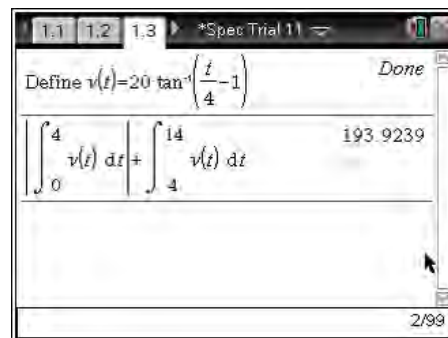 1.1 1.2 1.3 *Spec Trial 11
Define v(t)=20 tan⁻¹(t/4−1) Done
|∫₀⁴ v(t) dt|+∫₄¹⁴ v(t) dt 193.9239
2/99